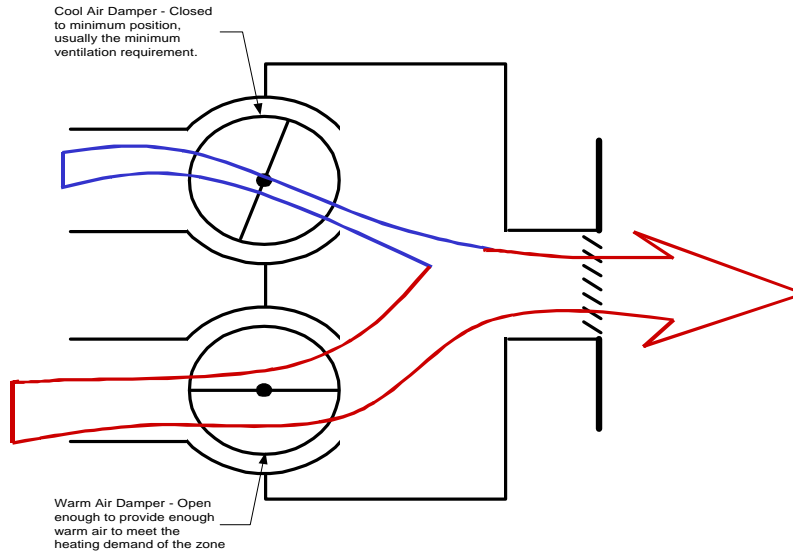 Cool Air Damper - Closed
to minimum position,
usually the minimum
ventilation requirement.
Warm Air Damper - Open
enough to provide enough
warm air to meet the
heating demand of the zone